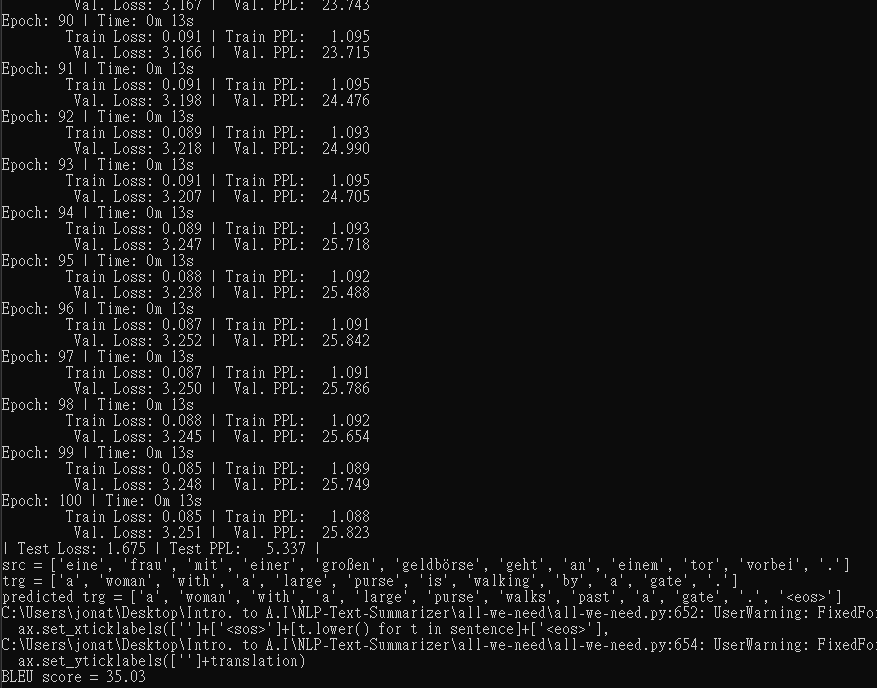 Val. Loss: 3.167 |  Val. PPL:  23.743
Epoch: 90 | Time: 0m 13s
Train Loss: 0.091 | Train PPL:   1.095
Val. Loss: 3.166 |  Val. PPL:  23.715
Epoch: 91 | Time: 0m 13s
Train Loss: 0.091 | Train PPL:   1.095
Val. Loss: 3.198 |  Val. PPL:  24.476
Epoch: 92 | Time: 0m 13s
Train Loss: 0.089 | Train PPL:   1.093
Val. Loss: 3.218 |  Val. PPL:  24.990
Epoch: 93 | Time: 0m 13s
Train Loss: 0.091 | Train PPL:   1.095
Val. Loss: 3.207 |  Val. PPL:  24.705
Epoch: 94 | Time: 0m 13s
Train Loss: 0.089 | Train PPL:   1.093
Val. Loss: 3.247 |  Val. PPL:  25.718
Epoch: 95 | Time: 0m 13s
Train Loss: 0.088 | Train PPL:   1.092
Val. Loss: 3.238 |  Val. PPL:  25.488
Epoch: 96 | Time: 0m 13s
Train Loss: 0.087 | Train PPL:   1.091
Val. Loss: 3.252 |  Val. PPL:  25.842
Epoch: 97 | Time: 0m 13s
Train Loss: 0.087 | Train PPL:   1.091
Val. Loss: 3.250 |  Val. PPL:  25.786
Epoch: 98 | Time: 0m 13s
Train Loss: 0.088 | Train PPL:   1.092
Val. Loss: 3.245 |  Val. PPL:  25.654
Epoch: 99 | Time: 0m 13s
Train Loss: 0.085 | Train PPL:   1.089
Val. Loss: 3.248 |  Val. PPL:  25.749
Epoch: 100 | Time: 0m 13s
Train Loss: 0.085 | Train PPL:   1.088
Val. Loss: 3.251 |  Val. PPL:  25.823
| Test Loss: 1.675 | Test PPL:   5.337 |
src = ['eine', 'frau', 'mit', 'einer', 'großen', 'geldbörse', 'geht', 'an', 'einem', 'tor', 'vorbei', '.']
trg = ['a', 'woman', 'with', 'a', 'large', 'purse', 'is', 'walking', 'by', 'a', 'gate', '.']
predicted trg = ['a', 'woman', 'with', 'a', 'large', 'purse', 'walks', 'past', 'a', 'gate', '.', '<eos>']
C:\Users\jonat\Desktop\Intro. to A.I\NLP-Text-Summarizer\all-we-need\all-we-need.py:652: UserWarning: FixedFo
ax.set_xticklabels(['']+['<sos>']+[t.lower() for t in sentence]+['<eos>'],
C:\Users\jonat\Desktop\Intro. to A.I\NLP-Text-Summarizer\all-we-need\all-we-need.py:654: UserWarning: FixedFo
ax.set_yticklabels(['']+translation)
BLEU score = 35.03